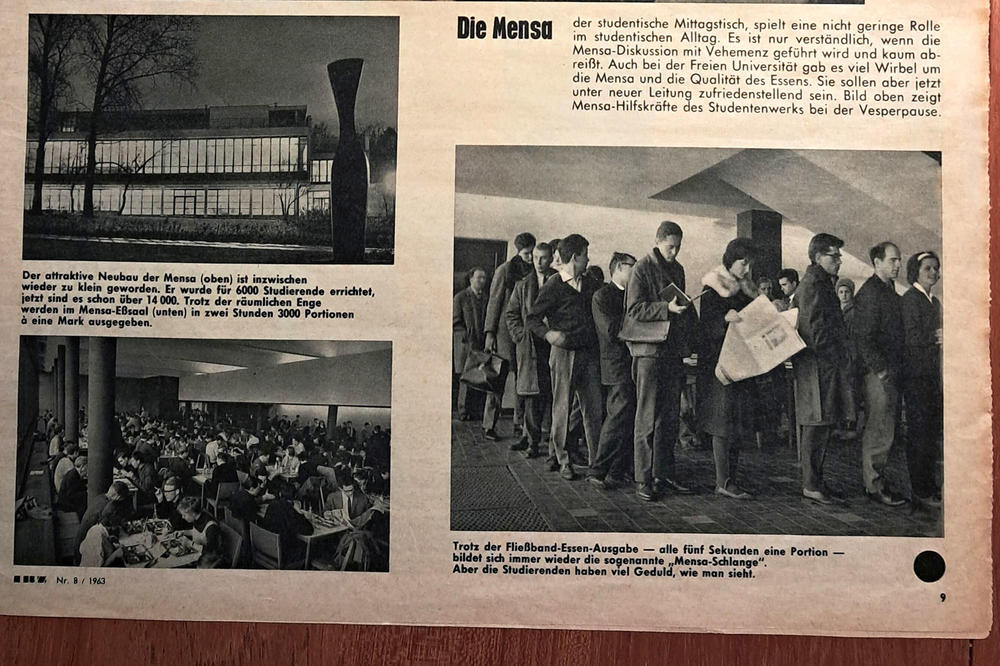 Die Mensa
der studentische Mittagstisch, spielt eine nicht geringe Rolle
im studentischen Alltag. Es ist nur verständlich, wenn die
Mensa-Diskussion mit Vehemenz geführt wird und kaum ab-
reißt. Auch bei der Freien Universität gab es viel Wirbel um
die Mensa und die Qualität des Essens. Sie sollen aber jetzt
unter neuer Leitung zufriedenstellend sein. Bild oben zeigt
Mensa-Hilfskräfte des Studentenwerks bei der Vesperpause.
Der attraktive Neubau der Mensa (oben) ist inzwischen
wieder zu klein geworden. Er wurde für 6000 Studierende errichtet,
jetzt sind es schon über 14 000. Trotz der räumlichen Enge
werden im Mensa-Eßsaal (unten) in zwei Stunden 3000 Portionen
à eine Mark ausgegeben.
Trotz der Fließband-Essen-Ausgabe — alle fünf Sekunden eine Portion —
bildet sich immer wieder die sogenannte „Mensa-Schlange".
Aber die Studierenden haben viel Geduld, wie man sieht.
Nr. 8 / 1963
9